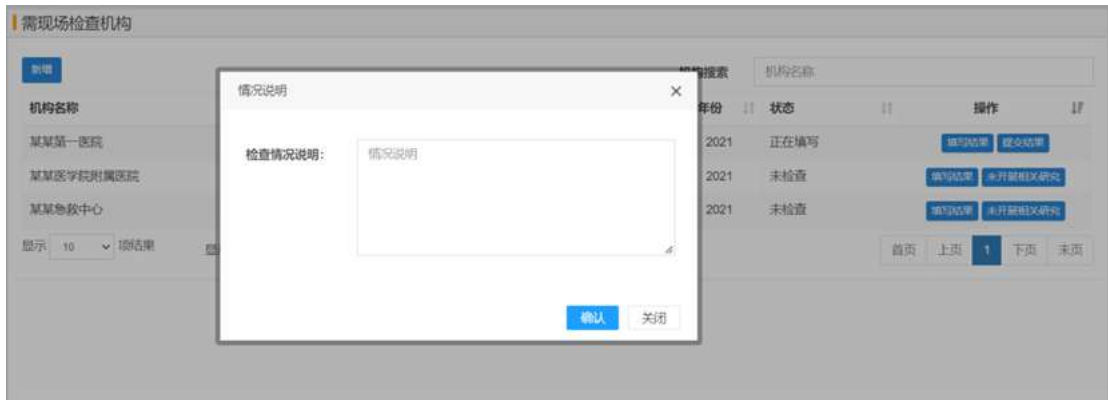 需现场检查机构
新增
机构搜索 机构名称
机构名称 年份 状态 操作
情况说明 ×
某某第一医院 2021 正在填写 填写结果 提交结果
检查情况说明： 情况说明
某某医学院附属医院 2021 未检查 填写结果 未开展相关研究
某某急救中心 2021 未检查 填写结果 未开展相关研究
显示 10 项结果
首页 上页 1 下页 末页
确认 关闭